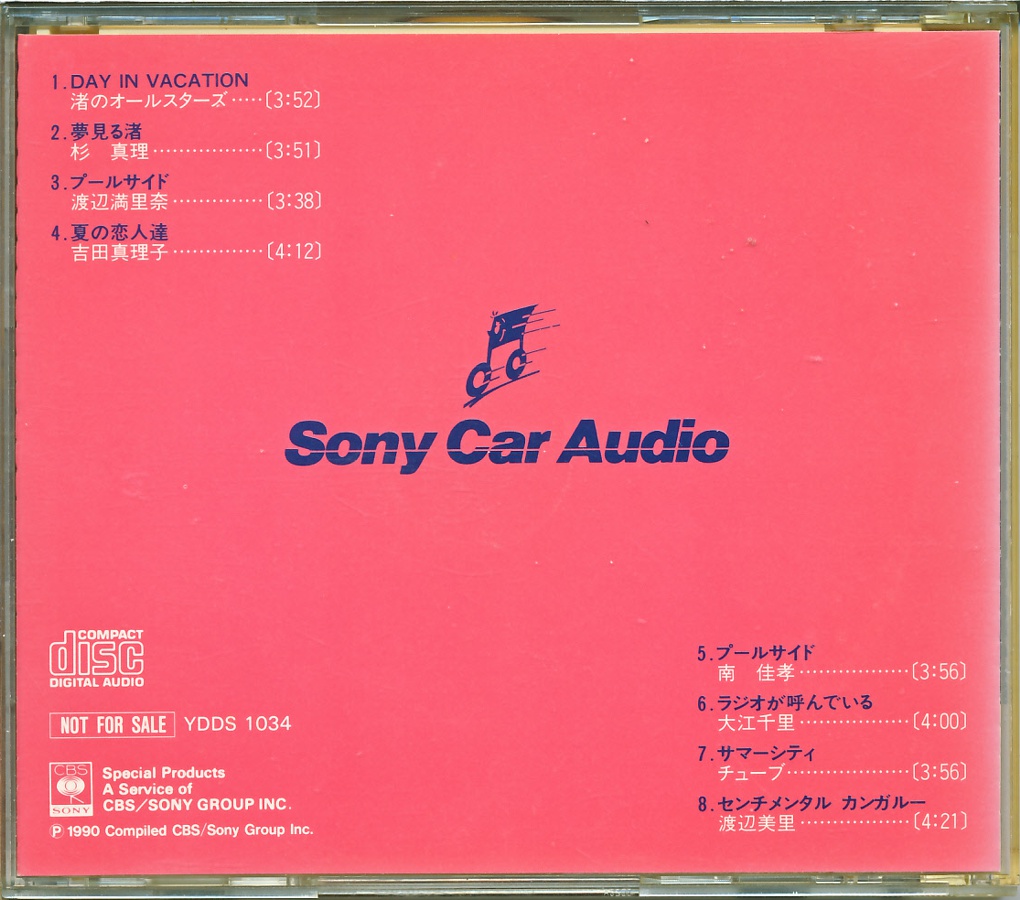 1.DAY IN VACATION
渚のオールスターズ·····〔3:52〕
2.夢見る渚
杉　真理·················〔3:51〕
3.プールサイド
渡辺満里奈··············〔3:38〕
4.夏の恋人達
吉田真理子··············〔4:12〕
Sony Car Audio
COMPACT
disc
DIGITAL AUDIO
NOT FOR SALE YDDS 1034
CBS
SONY
Special Products
A Service of
CBS/SONY GROUP INC.
Ⓟ 1990 Compiled CBS/Sony Group Inc.
5.プールサイド
南　佳孝·················〔3:56〕
6.ラジオが呼んでいる
大江千里·················〔4:00〕
7.サマーシティ
チューブ···················〔3:56〕
8.センチメンタル カンガルー
渡辺美里·················〔4:21〕